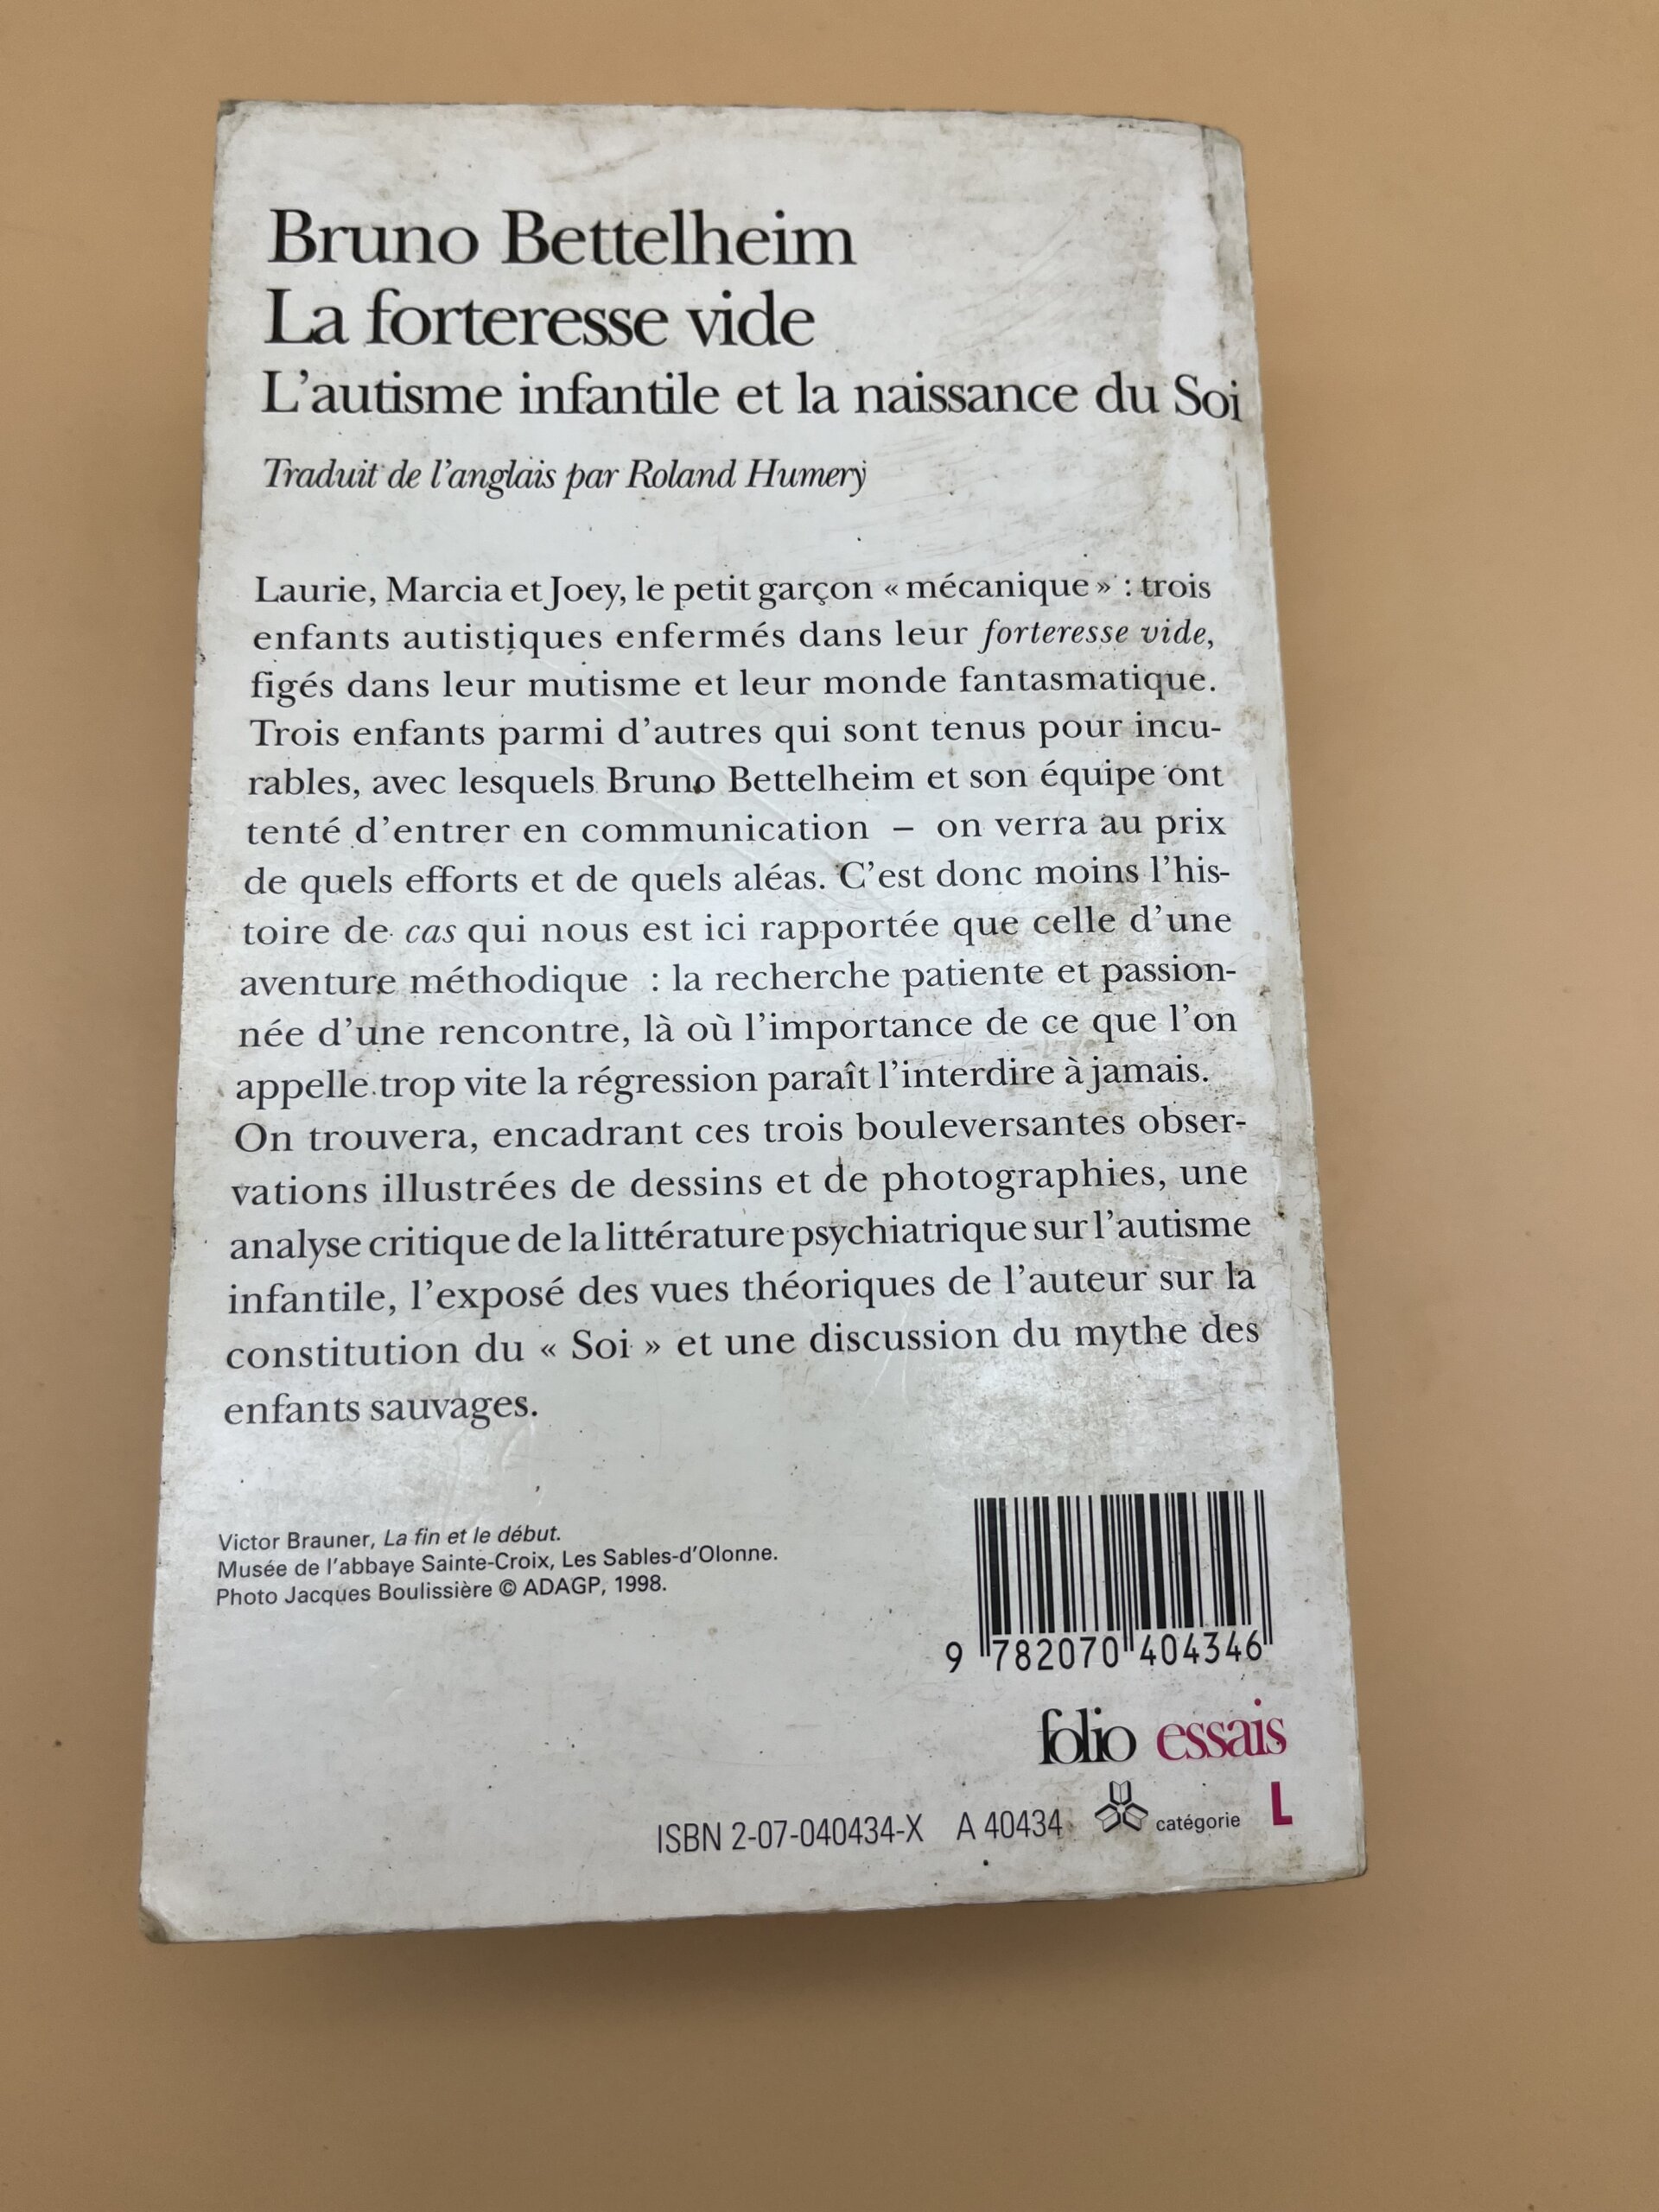 Bruno Bettelheim
La forteresse vide
L'autisme infantile et la naissance du Soi
Traduit de l'anglais par Roland Humery
Laurie, Marcia et Joey, le petit garçon « mécanique » : trois
enfants autistiques enfermés dans leur forteresse vide,
figés dans leur mutisme et leur monde fantasmatique.
Trois enfants parmi d'autres qui sont tenus pour incu-
rables, avec lesquels Bruno Bettelheim et son équipe ont
tenté d'entrer en communication – on verra au prix
de quels efforts et de quels aléas. C'est donc moins l'his-
toire de cas qui nous est ici rapportée que celle d'une
aventure méthodique : la recherche patiente et passion-
née d'une rencontre, là où l'importance de ce que l'on
appelle trop vite la régression paraît l'interdire à jamais.
On trouvera, encadrant ces trois bouleversantes obser-
vations illustrées de dessins et de photographies, une
analyse critique de la littérature psychiatrique sur l'autisme
infantile, l'exposé des vues théoriques de l'auteur sur la
constitution du « Soi » et une discussion du mythe des
enfants sauvages.
Victor Brauner, La fin et le début.
Musée de l'abbaye Sainte-Croix, Les Sables-d'Olonne.
Photo Jacques Boulissière © ADAGP, 1998.
9 782070 404346
folio essais
ISBN 2-07-040434-X A 40434 catégorie L